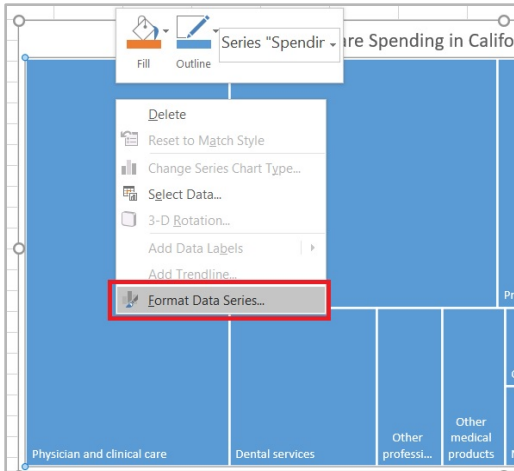 Series "Spendir
are Spending in Califo
Fill
Outline
Delete
Reset to Match Style
Change Series Chart Type...
Select Data...
3-D Rotation...
Add Data Labels
Add Trendline...
Format Data Series...
Pr
Other
Other
medical
Physician and clinical care
Dental services
professi...
products